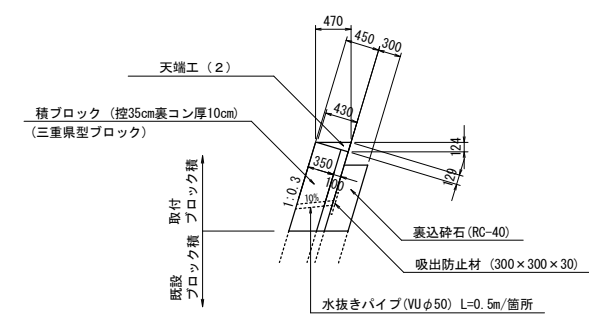 470
450
300
天端工（2）
430
積ブロック（控35cm裏コン厚10cm）
（三重県型ブロック）
124
350
129
100
1:0.3
10%
取付
ブロック積
裏込砕石(RC-40)
吸出防止材（300×300×30）
既設
ブロック積
水抜きパイプ(VUφ50) L=0.5m/箇所